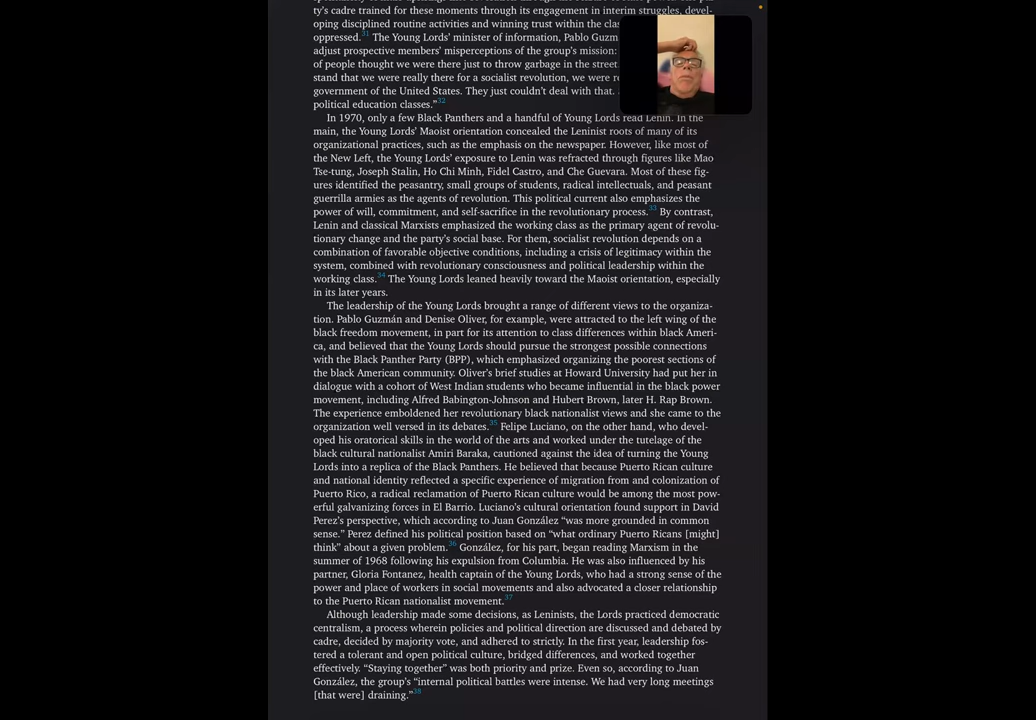 ty's cadre trained for these moments through its engagement in interim struggles, devel-
oping disciplined routine activities and winning trust within the clas
oppressed.31 The Young Lords' minister of information, Pablo Guzm
adjust prospective members' misperceptions of the group's mission:
of people thought we were there just to throw garbage in the street
stand that we were really there for a socialist revolution, we were re
government of the United States. They just couldn't deal with that.
political education classes."32
In 1970, only a few Black Panthers and a handful of Young Lords read Lenin. In the
main, the Young Lords' Maoist orientation concealed the Leninist roots of many of its
organizational practices, such as the emphasis on the newspaper. However, like most of
the New Left, the Young Lords' exposure to Lenin was refracted through figures like Mao
Tse-tung, Joseph Stalin, Ho Chi Minh, Fidel Castro, and Che Guevara. Most of these fig-
ures identified the peasantry, small groups of students, radical intellectuals, and peasant
guerrilla armies as the agents of revolution. This political current also emphasizes the
power of will, commitment, and self-sacrifice in the revolutionary process.33 By contrast,
Lenin and classical Marxists emphasized the working class as the primary agent of revolu-
tionary change and the party's social base. For them, socialist revolution depends on a
combination of favorable objective conditions, including a crisis of legitimacy within the
system, combined with revolutionary consciousness and political leadership within the
working class.34 The Young Lords leaned heavily toward the Maoist orientation, especially
in its later years.
The leadership of the Young Lords brought a range of different views to the organiza-
tion. Pablo Guzmán and Denise Oliver, for example, were attracted to the left wing of the
black freedom movement, in part for its attention to class differences within black Ameri-
ca, and believed that the Young Lords should pursue the strongest possible connections
with the Black Panther Party (BPP), which emphasized organizing the poorest sections of
the black American community. Oliver's brief studies at Howard University had put her in
dialogue with a cohort of West Indian students who became influential in the black power
movement, including Alfred Babington-Johnson and Hubert Brown, later H. Rap Brown.
The experience emboldened her revolutionary black nationalist views and she came to the
organization well versed in its debates.35 Felipe Luciano, on the other hand, who devel-
oped his oratorical skills in the world of the arts and worked under the tutelage of the
black cultural nationalist Amiri Baraka, cautioned against the idea of turning the Young
Lords into a replica of the Black Panthers. He believed that because Puerto Rican culture
and national identity reflected a specific experience of migration from and colonization of
Puerto Rico, a radical reclamation of Puerto Rican culture would be among the most pow-
erful galvanizing forces in El Barrio. Luciano's cultural orientation found support in David
Perez's perspective, which according to Juan González "was more grounded in common
sense." Perez defined his political position based on "what ordinary Puerto Ricans [might]
think" about a given problem.36 González, for his part, began reading Marxism in the
summer of 1968 following his expulsion from Columbia. He was also influenced by his
partner, Gloria Fontanez, health captain of the Young Lords, who had a strong sense of the
power and place of workers in social movements and also advocated a closer relationship
to the Puerto Rican nationalist movement.37
Although leadership made some decisions, as Leninists, the Lords practiced democratic
centralism, a process wherein policies and political direction are discussed and debated by
cadre, decided by majority vote, and adhered to strictly. In the first year, leadership fos-
tered a tolerant and open political culture, bridged differences, and worked together
effectively. "Staying together" was both priority and prize. Even so, according to Juan
González, the group's "internal political battles were intense. We had very long meetings
[that were] draining."38